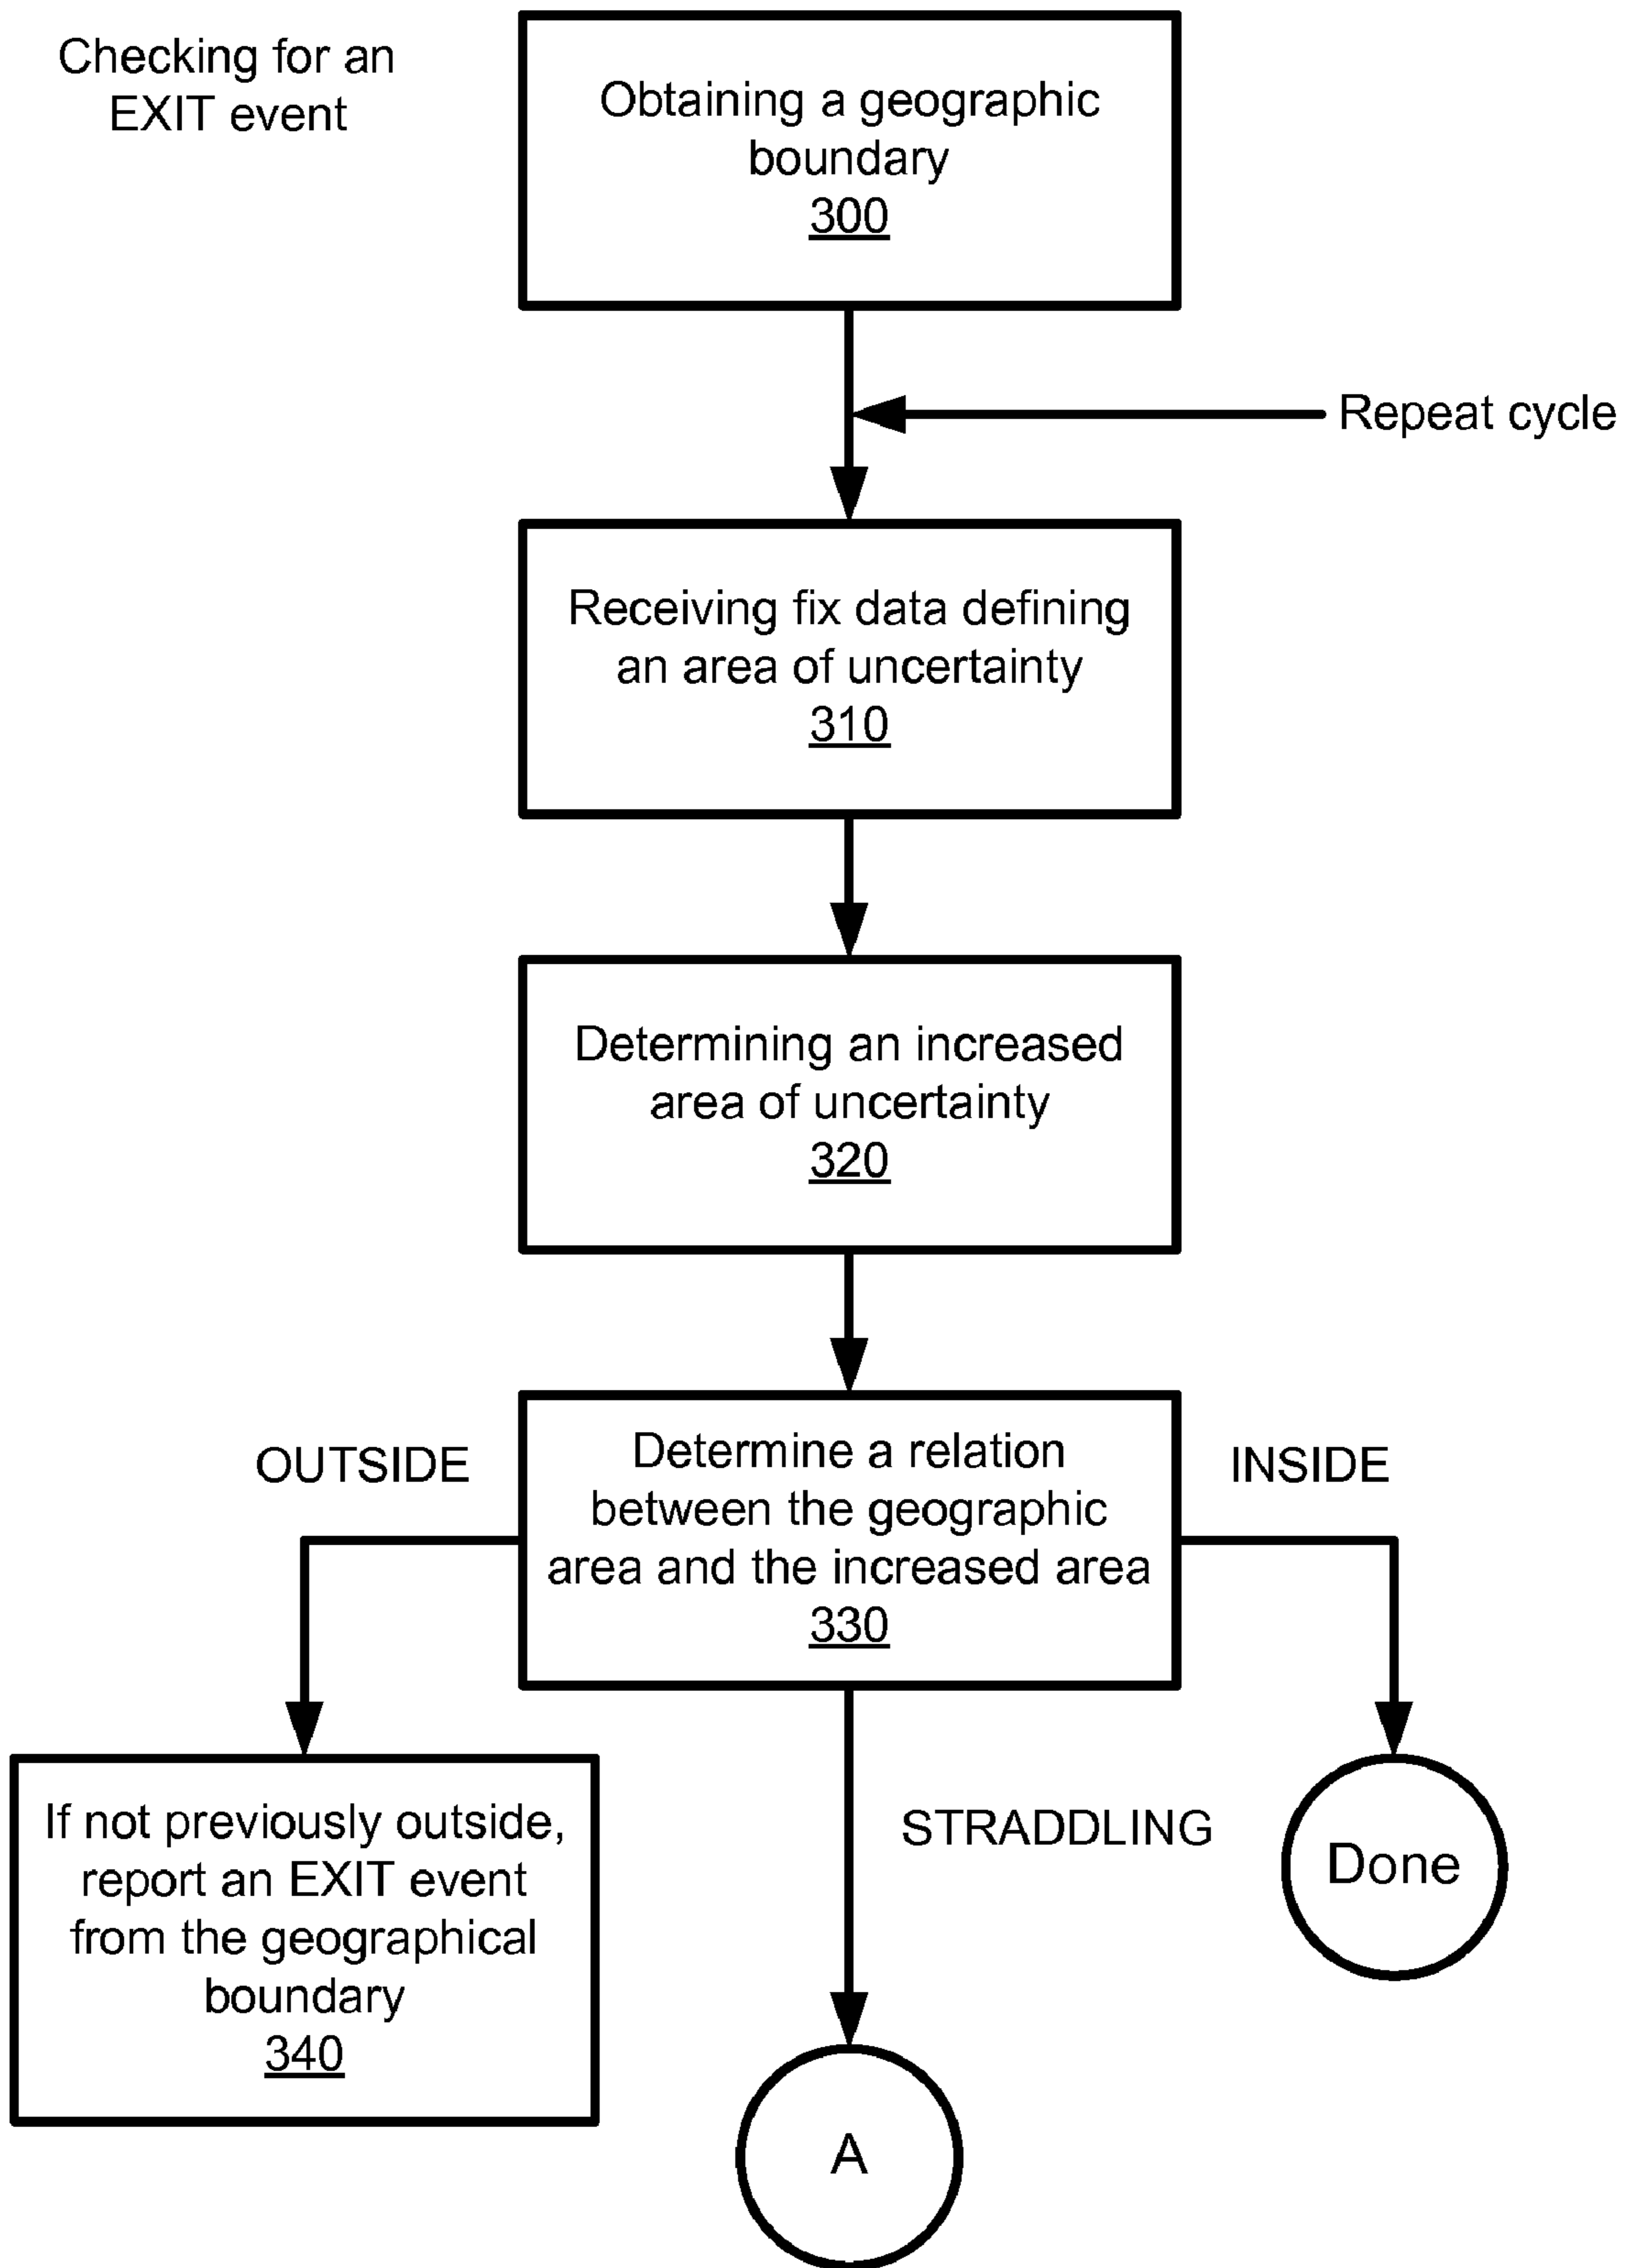 Checking for an
EXIT event
Obtaining a geographic
boundary
300
Repeat cycle
Receiving fix data defining
an area of uncertainty
310
Determining an increased
area of uncertainty
320
OUTSIDE
Determine a relation
between the geographic
area and the increased area
330
INSIDE
If not previously outside,
report an EXIT event
from the geographical
boundary
340
STRADDLING
Done
A